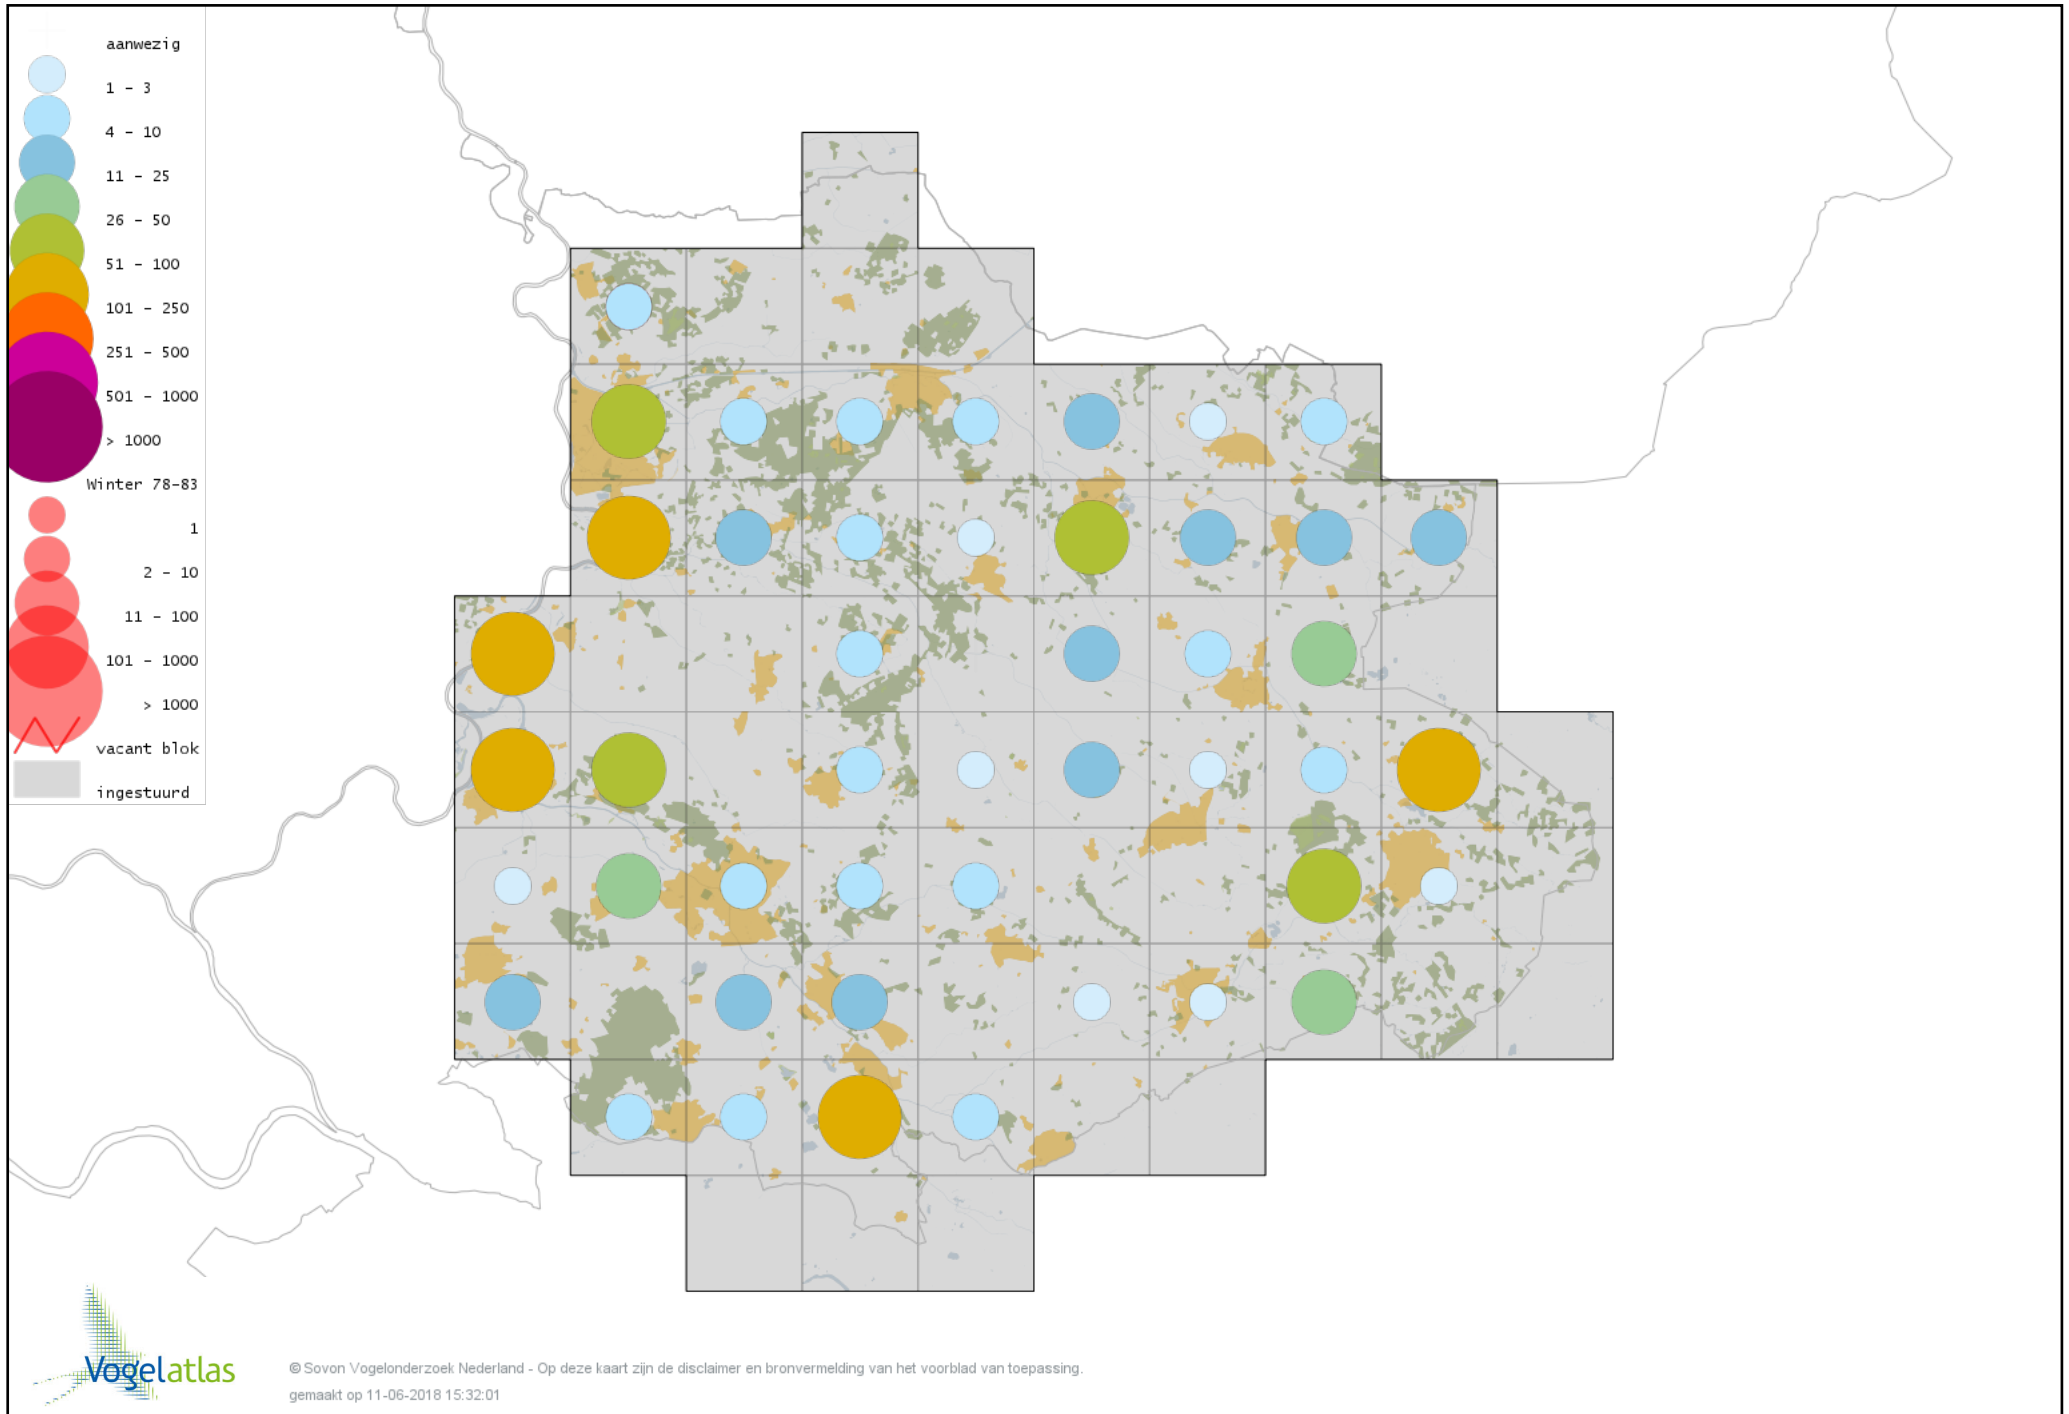 aanwezig
1 - 3
4 - 10
11 - 25
26 - 50
51 - 100
101 - 250
251 - 500
501 - 1000
> 1000
Winter 78-83
1
2 - 10
11 - 100
101 - 1000
> 1000
vacant blok
ingestuurd
Vogelatlas
© Sovon Vogelonderzoek Nederland - Op deze kaart zijn de disclaimer en bronvermelding van het voorblad van toepassing.
gemaakt op 11-06-2018 15:32:01